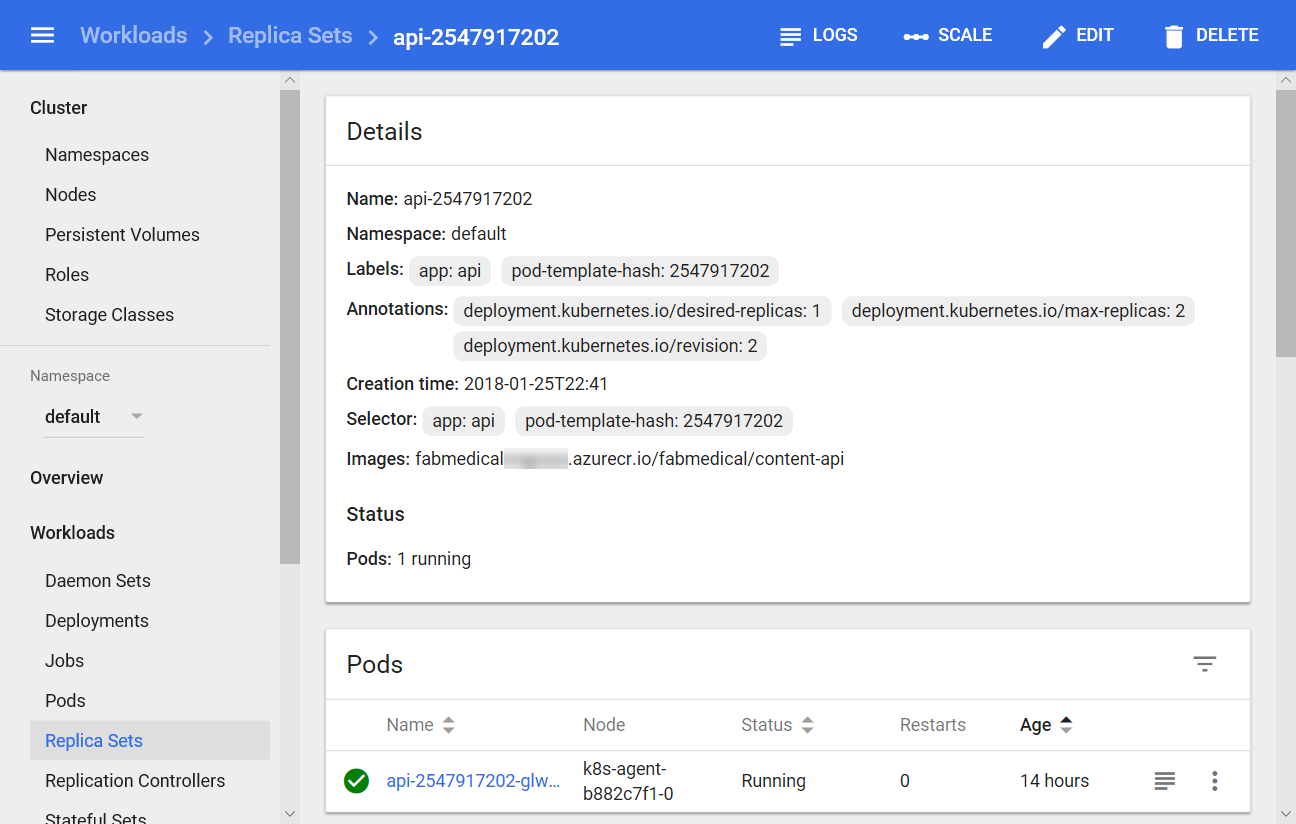 Workloads > Replica Sets > api-2547917202
LOGS SCALE EDIT DELETE
Cluster
Namespaces
Nodes
Persistent Volumes
Roles
Storage Classes
Namespace
default
Overview
Workloads
Daemon Sets
Deployments
Jobs
Pods
Replica Sets
Replication Controllers
Stateful Sets
Details
Name: api-2547917202
Namespace: default
Labels: app: api pod-template-hash: 2547917202
Annotations: deployment.kubernetes.io/desired-replicas: 1 deployment.kubernetes.io/max-replicas: 2
deployment.kubernetes.io/revision: 2
Creation time: 2018-01-25T22:41
Selector: app: api pod-template-hash: 2547917202
Images: fabmedical .azurecr.io/fabmedical/content-api
Status
Pods: 1 running
Pods
Name Node Status Restarts Age
api-2547917202-glw... k8s-agent- Running 0 14 hours
b882c7f1-0